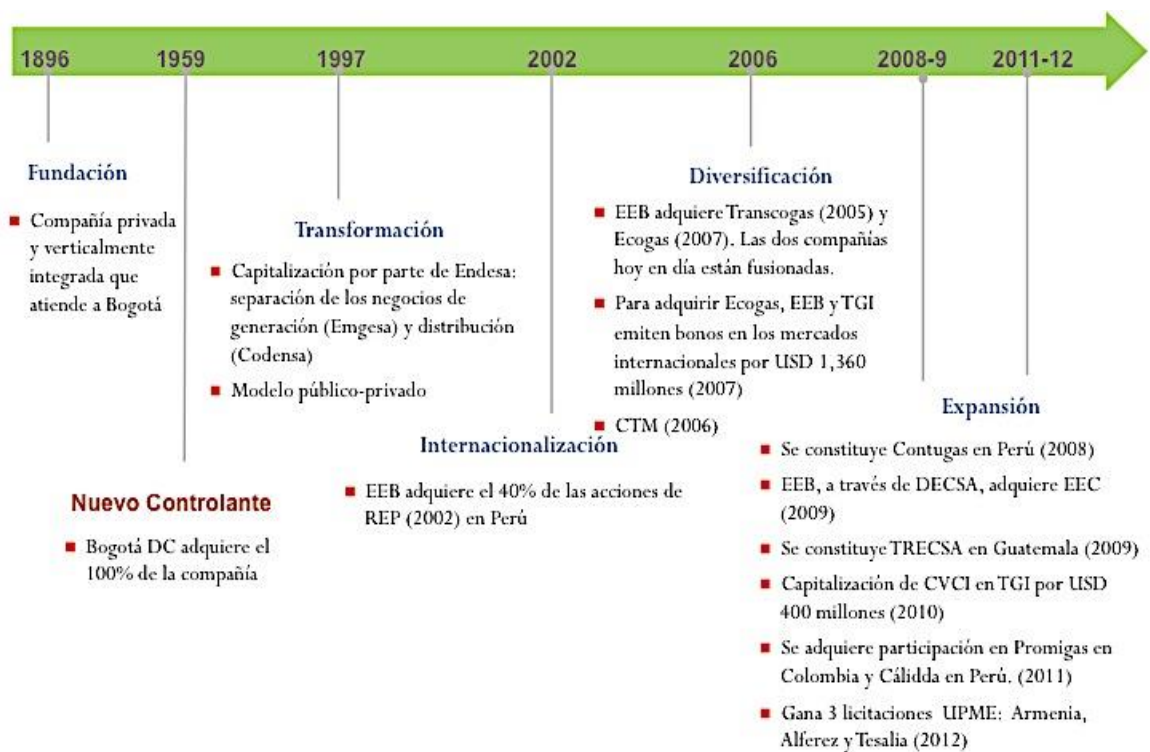 1896 1959 1997 2002 2006 2008-9 2011-12
Fundación
Compañía privada
y verticalmente
integrada que
atiende a Bogotá
Nuevo Controlante
Bogotá DC adquiere el
100% de la compañía
Transformación
Capitalización por parte de Endesa:
separación de los negocios de
generación (Emgesa) y distribución
(Codensa)
Modelo público-privado
Internacionalización
EEB adquiere el 40% de las acciones de
REP (2002) en Perú
Diversificación
EEB adquiere Transcogas (2005) y
Ecogas (2007). Las dos compañías
hoy en día están fusionadas.
Para adquirir Ecogas, EEB y TGI
emiten bonos en los mercados
internacionales por USD 1,360
millones (2007)
CTM (2006)
Expansión
Se constituye Contugas en Perú (2008)
EEB, a través de DECSA, adquiere EEC
(2009)
Se constituye TRECSA en Guatemala (2009)
Capitalización de CVCI en TGI por USD
400 millones (2010)
Se adquiere participación en Promigas en
Colombia y Cálidda en Perú. (2011)
Gana 3 licitaciones UPME: Armenia,
Alferez y Tesalia (2012)